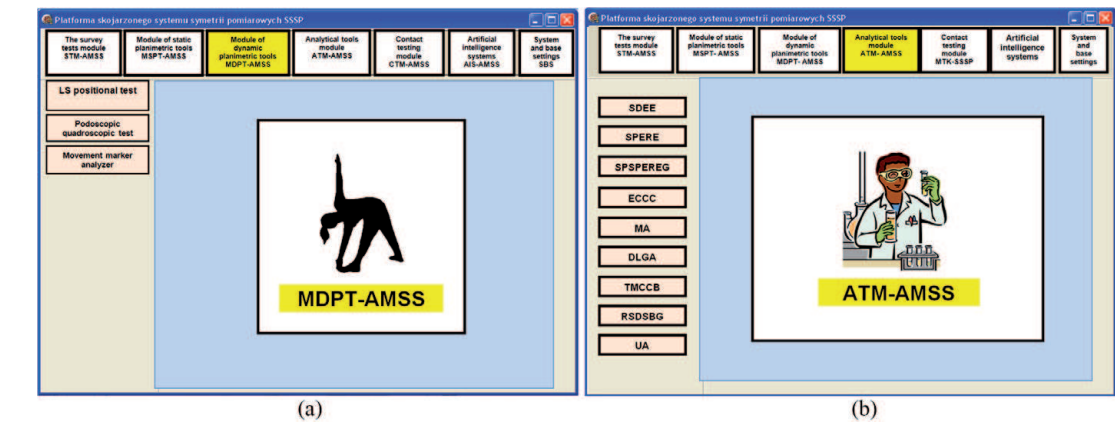 Platforma skojarzonego systemu symetrii pomiarowych SSSP
The survey
tests module
STM-AMSS
Module of static
planimetric tools
MSPT-AMSS
Module of
dynamic
planimetric tools
MDPT-AMSS
Analytical tools
module
ATM-AMSS
Contact
testing
module
CTM-AMSS
Artificial
intelligence
systems
AIS-AMSS
System
and base
settings
SBS
LS positional test
Podoscopic
quadroscopic test
Movement marker
analyzer
MDPT-AMSS
(a)
Platforma skojarzonego systemu symetrii pomiarowych SSSP
The survey
tests module
STM-AMSS
Module of static
planimetric tools
MSPT- AMSS
Module of
dynamic
planimetric tools
MDPT- AMSS
Analytical tools
module
ATM- AMSS
Contact
testing
module
MTK-SSSP
Artificial
intelligence
systems
System
and
base
settings
SDEE
SPERE
SPSPEREG
ECCC
MA
DLGA
TMCCB
RSDSBG
UA
ATM-AMSS
(b)